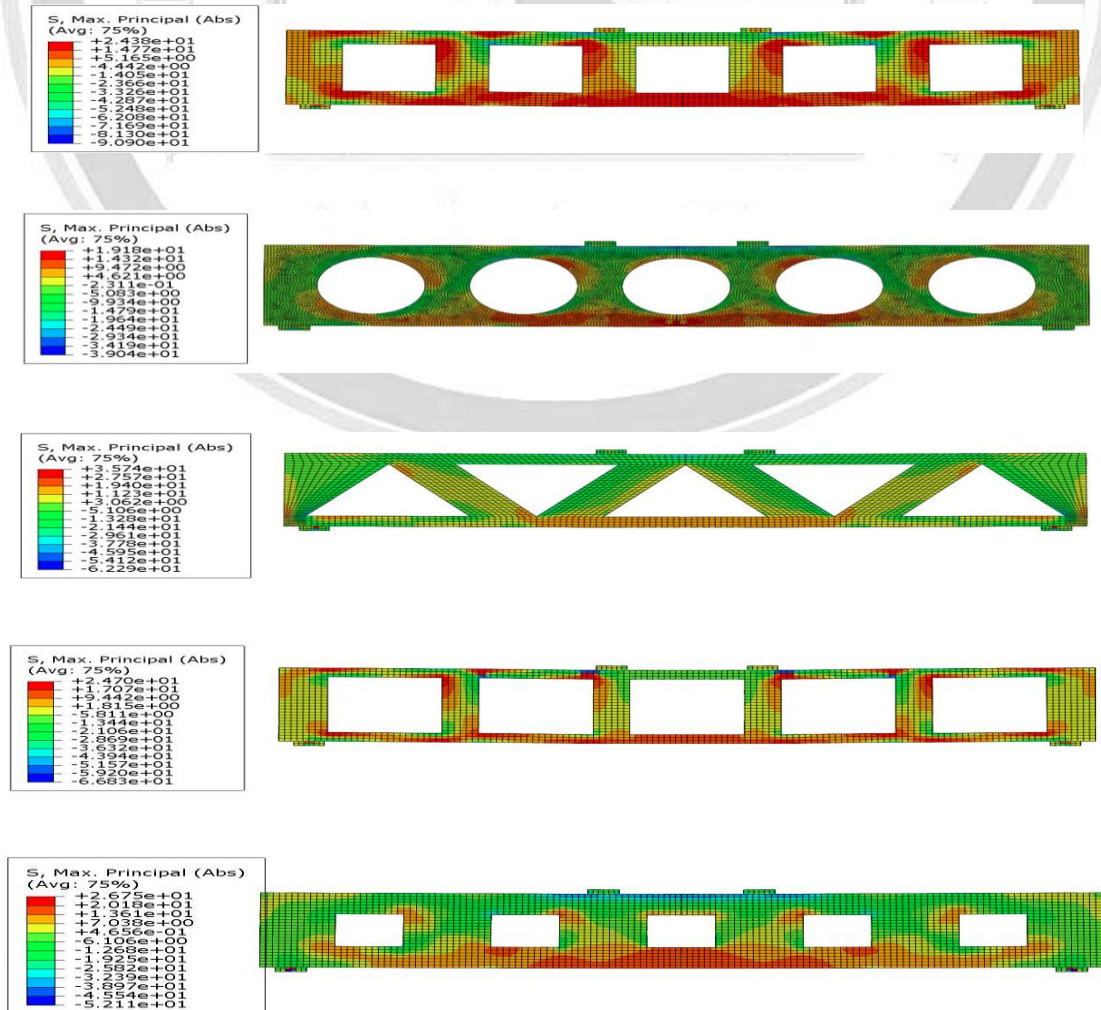 S, Max. Principal (Abs)
(Avg: 75%)
+2.438e+01
+1.477e+01
+5.165e+00
-4.442e+00
-1.405e+01
-2.366e+01
-3.326e+01
-4.287e+01
-5.248e+01
-6.208e+01
-7.169e+01
-8.130e+01
-9.090e+01
S, Max. Principal (Abs)
(Avg: 75%)
+1.918e+01
+1.432e+01
+9.472e+00
+4.621e+00
-2.311e-01
-5.083e+00
-9.934e+00
-1.479e+01
-1.964e+01
-2.449e+01
-2.934e+01
-3.419e+01
-3.904e+01
S, Max. Principal (Abs)
(Avg: 75%)
+3.574e+01
+2.757e+01
+1.940e+01
+1.123e+01
+3.062e+00
-5.106e+00
-1.328e+01
-2.144e+01
-2.961e+01
-3.778e+01
-4.595e+01
-5.412e+01
-6.229e+01
S, Max. Principal (Abs)
(Avg: 75%)
+2.470e+01
+1.707e+01
+9.442e+00
+1.815e+00
-5.811e+00
-1.344e+01
-2.106e+01
-2.869e+01
-3.632e+01
-4.394e+01
-5.157e+01
-5.920e+01
-6.683e+01
S, Max. Principal (Abs)
(Avg: 75%)
+2.675e+01
+2.018e+01
+1.361e+01
+7.038e+00
+4.656e-01
-6.106e+00
-1.268e+01
-1.925e+01
-2.582e+01
-3.239e+01
-3.897e+01
-4.554e+01
-5.211e+01